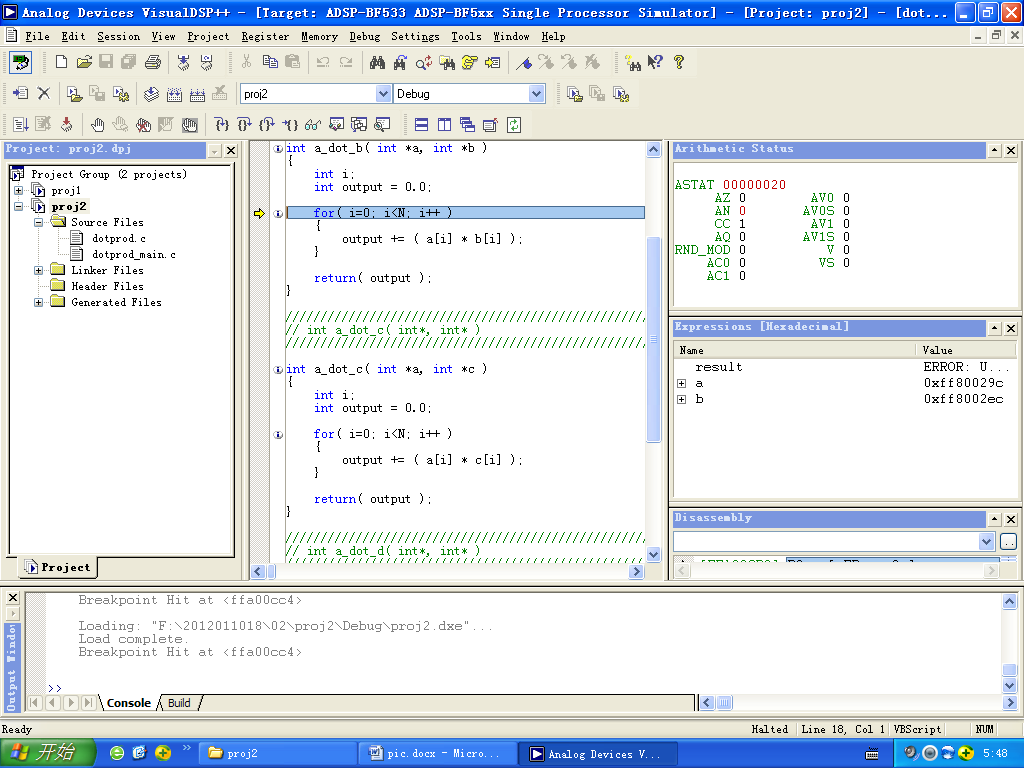 Analog Devices VisualDSP++ - [Target: ADSP-BF533 ADSP-BF5xx Single Processor Simulator] - [Project: proj2] - [dot...
File Edit Session View Project Register Memory Debug Settings Tools Window Help
proj2 Debug
Project: proj2.dpj
Project Group (2 projects)
proj1
proj2
Source Files
dotprod.c
dotprod_main.c
Linker Files
Header Files
Generated Files
Project
int a_dot_b( int *a, int *b )
{
int i;
int output = 0.0;
for( i=0; i<N; i++ )
{
output += ( a[i] * b[i] );
}
return( output );
}
///////////////////////////////////////////////////
// int a_dot_c( int*, int* )
///////////////////////////////////////////////////
int a_dot_c( int *a, int *c )
{
int i;
int output = 0.0;
for( i=0; i<N; i++ )
{
output += ( a[i] * c[i] );
}
return( output );
}
///////////////////////////////////////////////////
// int a_dot_d( int*, int* )
Arithmetic Status
ASTAT 00000020
AZ 0 AV0 0
AN 0 AV0S 0
CC 1 AV1 0
AQ 0 AV1S 0
RND_MOD 0 V 0
AC0 0 VS 0
AC1 0
Expressions [Hexadecimal]
Name Value
result ERROR: U...
a 0xff80029c
b 0xff8002ec
Disassembly
Output Window
Breakpoint Hit at <ffa00cc4>
Loading: "F:\2012011018\02\proj2\Debug\proj2.dxe"...
Load complete.
Breakpoint Hit at <ffa00cc4>
>>
Console Build
Ready Halted Line 18, Col 1 VBScript NUM
开始 proj2 pic.docx - Micro... Analog Devices V... 5:48